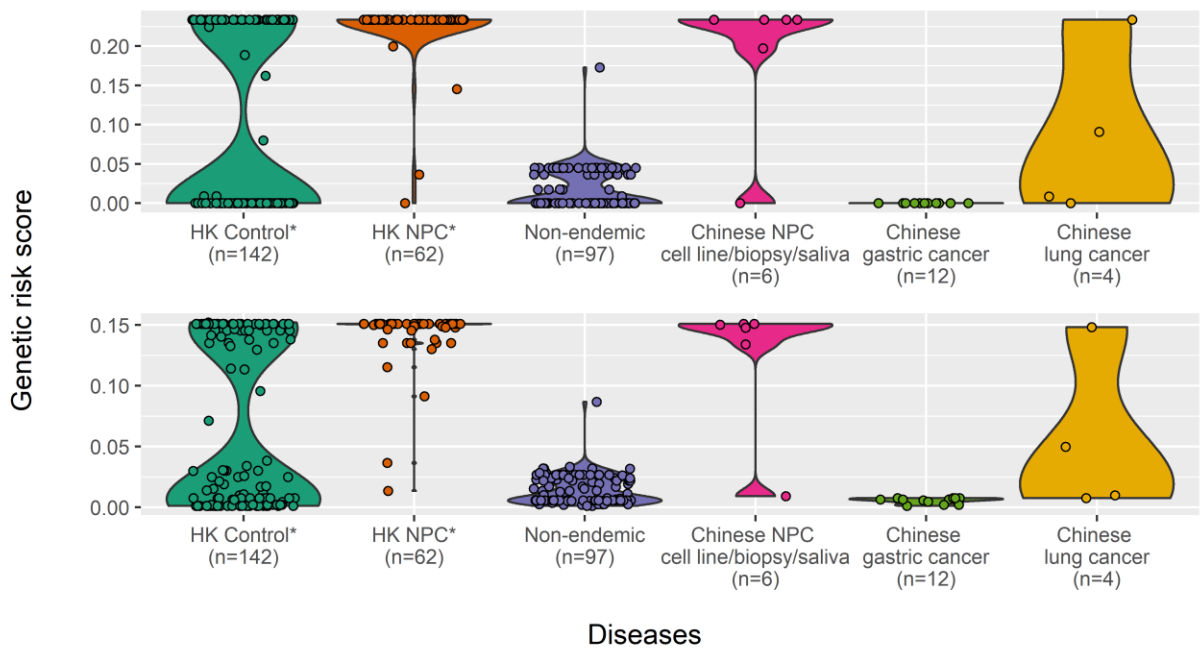 Genetic risk score
0.20
0.15
0.10
0.05
0.00
HK Control*
(n=142)
HK NPC*
(n=62)
Non-endemic
(n=97)
Chinese NPC
cell line/biopsy/saliva
(n=6)
Chinese
gastric cancer
(n=12)
Chinese
lung cancer
(n=4)
0.15
0.10
0.05
0.00
HK Control*
(n=142)
HK NPC*
(n=62)
Non-endemic
(n=97)
Chinese NPC
cell line/biopsy/saliva
(n=6)
Chinese
gastric cancer
(n=12)
Chinese
lung cancer
(n=4)
Diseases